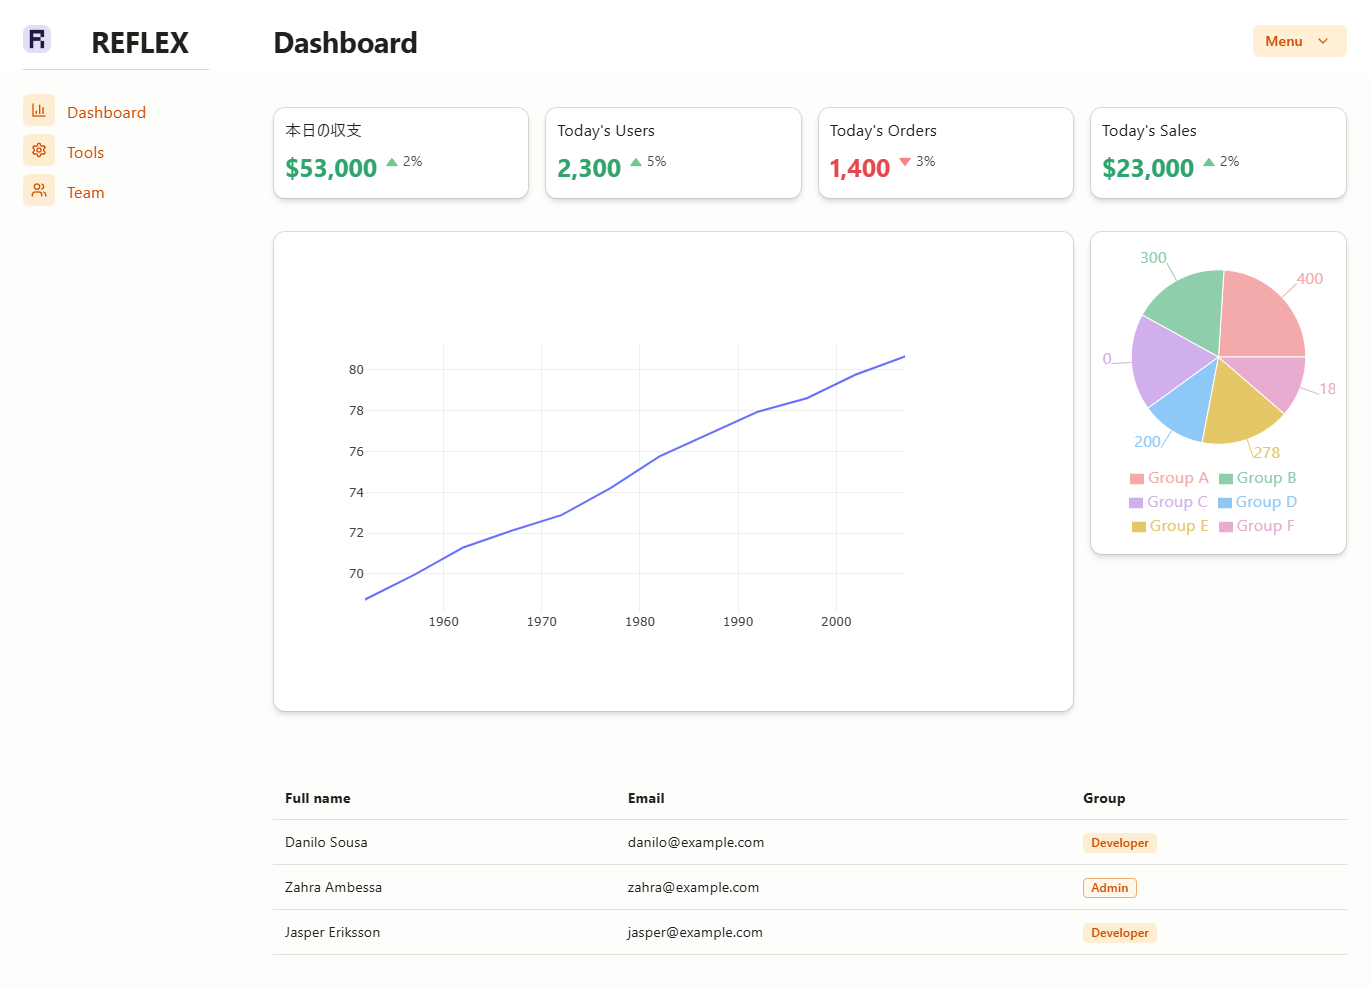 REFLEX
Dashboard
Menu
Dashboard
Tools
Team
本日の収支
$53,000 2%
Today's Users
2,300 5%
Today's Orders
1,400 3%
Today's Sales
$23,000 2%
80
78
76
74
72
70
1960 1970 1980 1990 2000
300
400
0
18
200
278
Group A Group B
Group C Group D
Group E Group F
Full name Email Group
Danilo Sousa danilo@example.com Developer
Zahra Ambessa zahra@example.com Admin
Jasper Eriksson jasper@example.com Developer